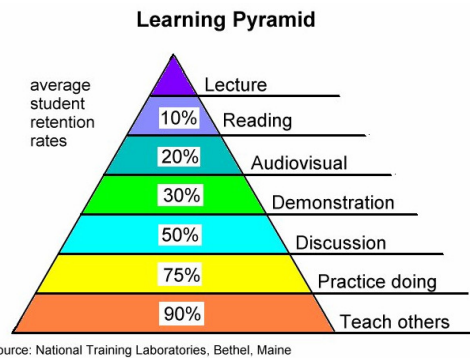 Learning Pyramid
average
student
retention
rates
Lecture
10% Reading
20% Audiovisual
30% Demonstration
50% Discussion
75% Practice doing
90% Teach others
ource: National Training Laboratories, Bethel, Maine